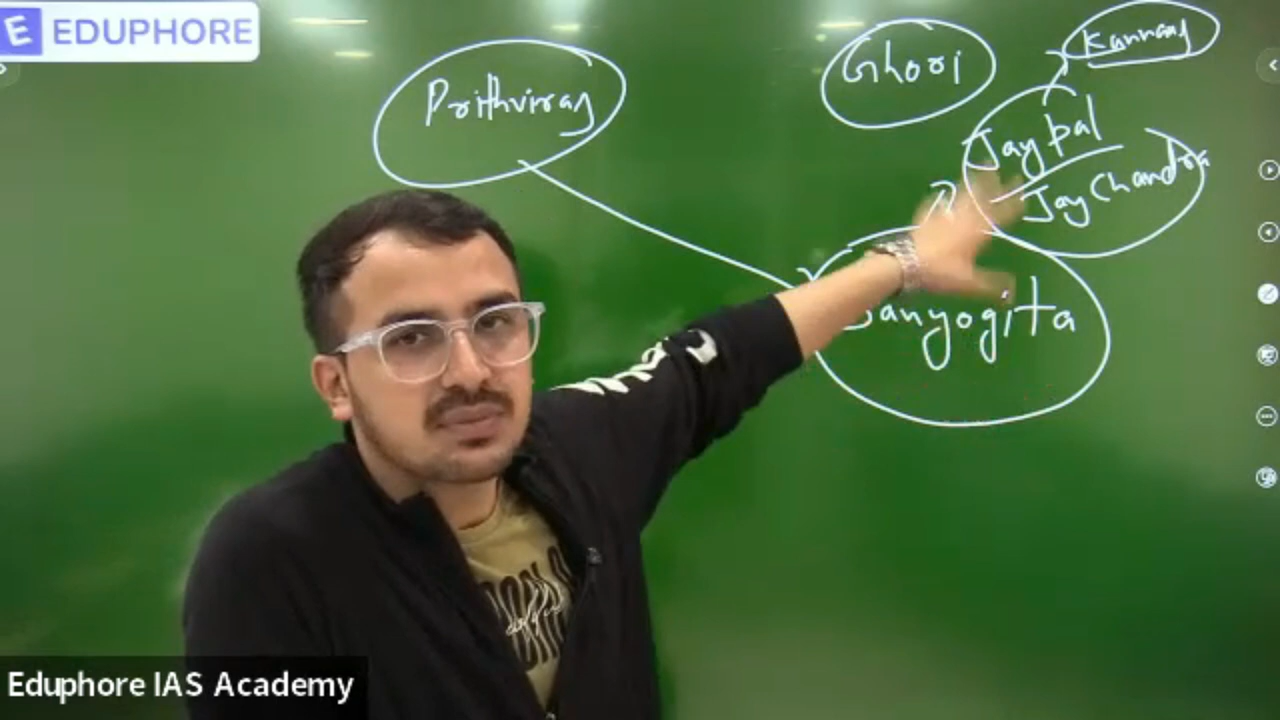 E EDUPHORE
Prithviraj
Ghori
Kannauj
Jaypal
JayChandra
Sanyogita
Eduphore IAS Academy